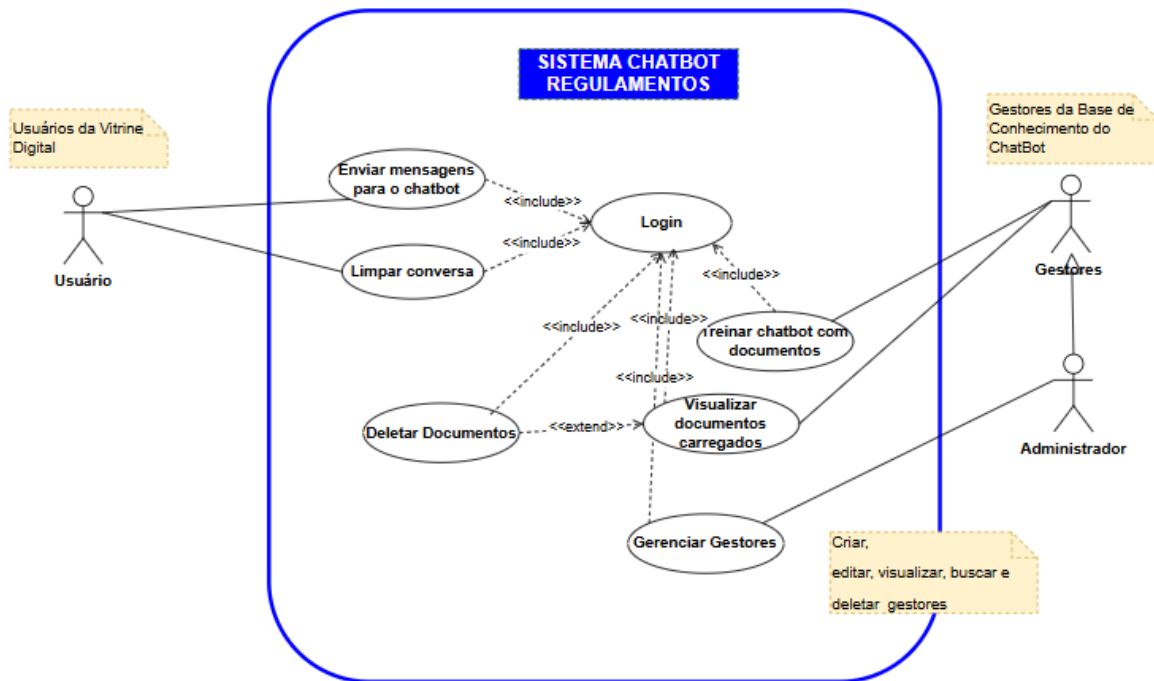 SISTEMA CHATBOT
REGULAMENTOS
Usuários da Vitrine
Digital
Gestores da Base de
Conhecimento do
ChatBot
Enviar mensagens
para o chatbot
<<include>>
Login
<<include>>
Limpar conversa
Usuário
Gestores
<<include>>
<<include>>
<<include>>
Treinar chatbot com
documentos
<<include>>
Deletar Documentos
<<extend>>
Visualizar
documentos
carregados
Administrador
Gerenciar Gestores
Criar,
editar, visualizar, buscar e
deletar gestores